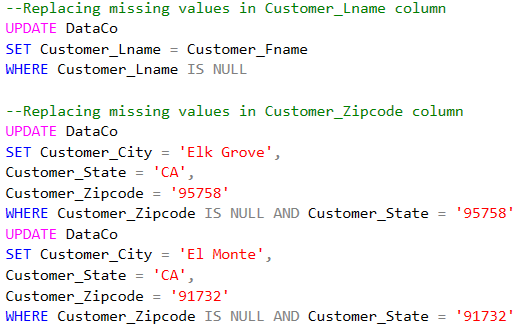 --Replacing missing values in Customer_Lname column
UPDATE DataCo
SET Customer_Lname = Customer_Fname
WHERE Customer_Lname IS NULL

--Replacing missing values in Customer_Zipcode column
UPDATE DataCo
SET Customer_City = 'Elk Grove',
Customer_State = 'CA',
Customer_Zipcode = '95758'
WHERE Customer_Zipcode IS NULL AND Customer_State = '95758'
UPDATE DataCo
SET Customer_City = 'El Monte',
Customer_State = 'CA',
Customer_Zipcode = '91732'
WHERE Customer_Zipcode IS NULL AND Customer_State = '91732'